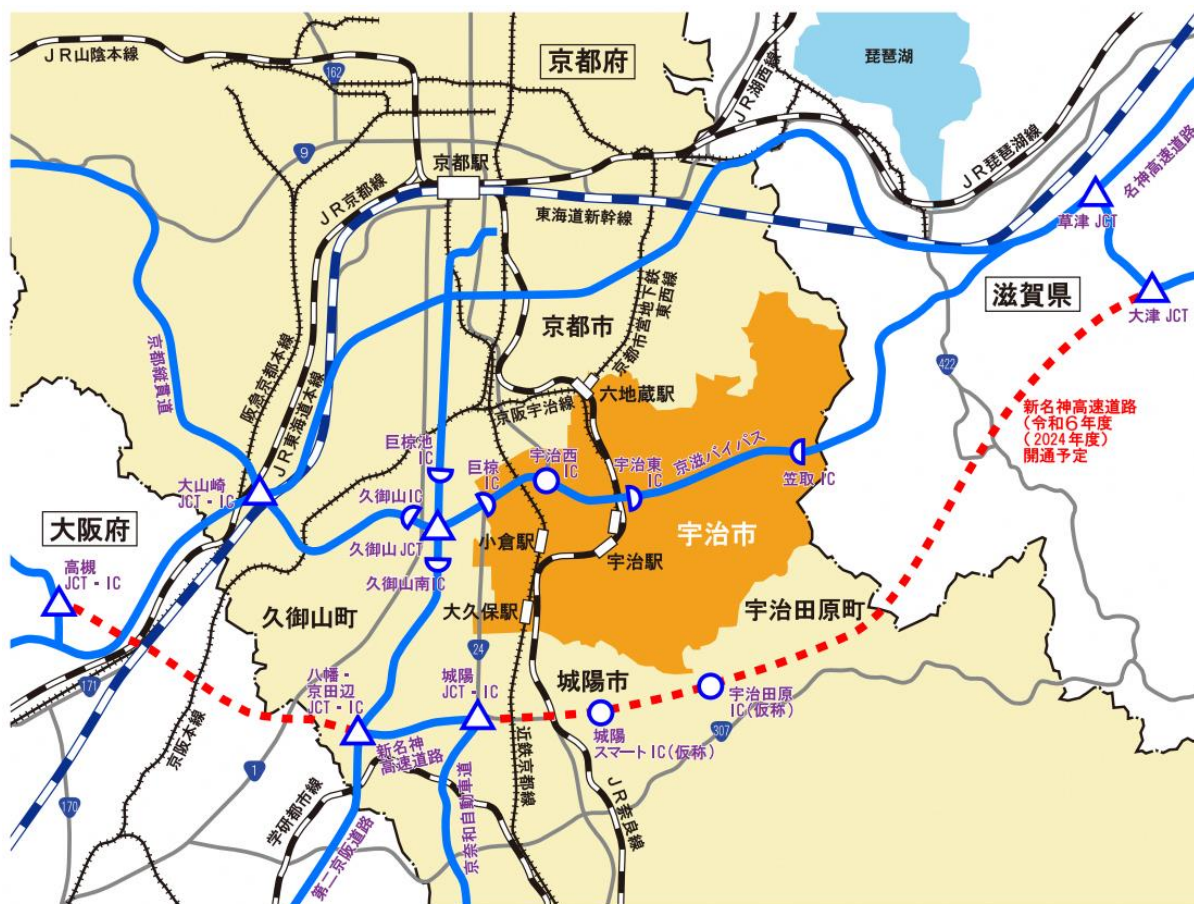 JR山陰本線
162
京都府
琵琶湖
JR湖西線
JR琵琶湖線
名神高速道路
9
京都駅
JR京都線
東海道新幹線
草津 JCT
滋賀県
大津 JCT
京都市
京都市営地下鉄
東西線
京都縦貫道
阪急京都本線
JR東海道本線
六地蔵駅
京阪宇治線
422
新名神高速道路
(令和6年度
(2024年度)
開通予定
巨椋池
IC
巨椋
IC
宇治西
IC
宇治東
IC
京滋バイパス
笠取 IC
大山崎
JCT・IC
久御山IC
久御山 JCT
久御山南IC
小倉駅
宇治駅
宇治市
大阪府
高槻
JCT・IC
久御山町
大久保駅
宇治田原町
24
171
八幡・
京田辺
JCT・IC
城陽
JCT・IC
城陽市
宇治田原
IC(仮称)
城陽
スマートIC(仮称)
307
新名神
高速道路
京阪本線
1
170
学研都市線
第二京阪道路
京奈和自動車道
近鉄京都線
JR奈良線